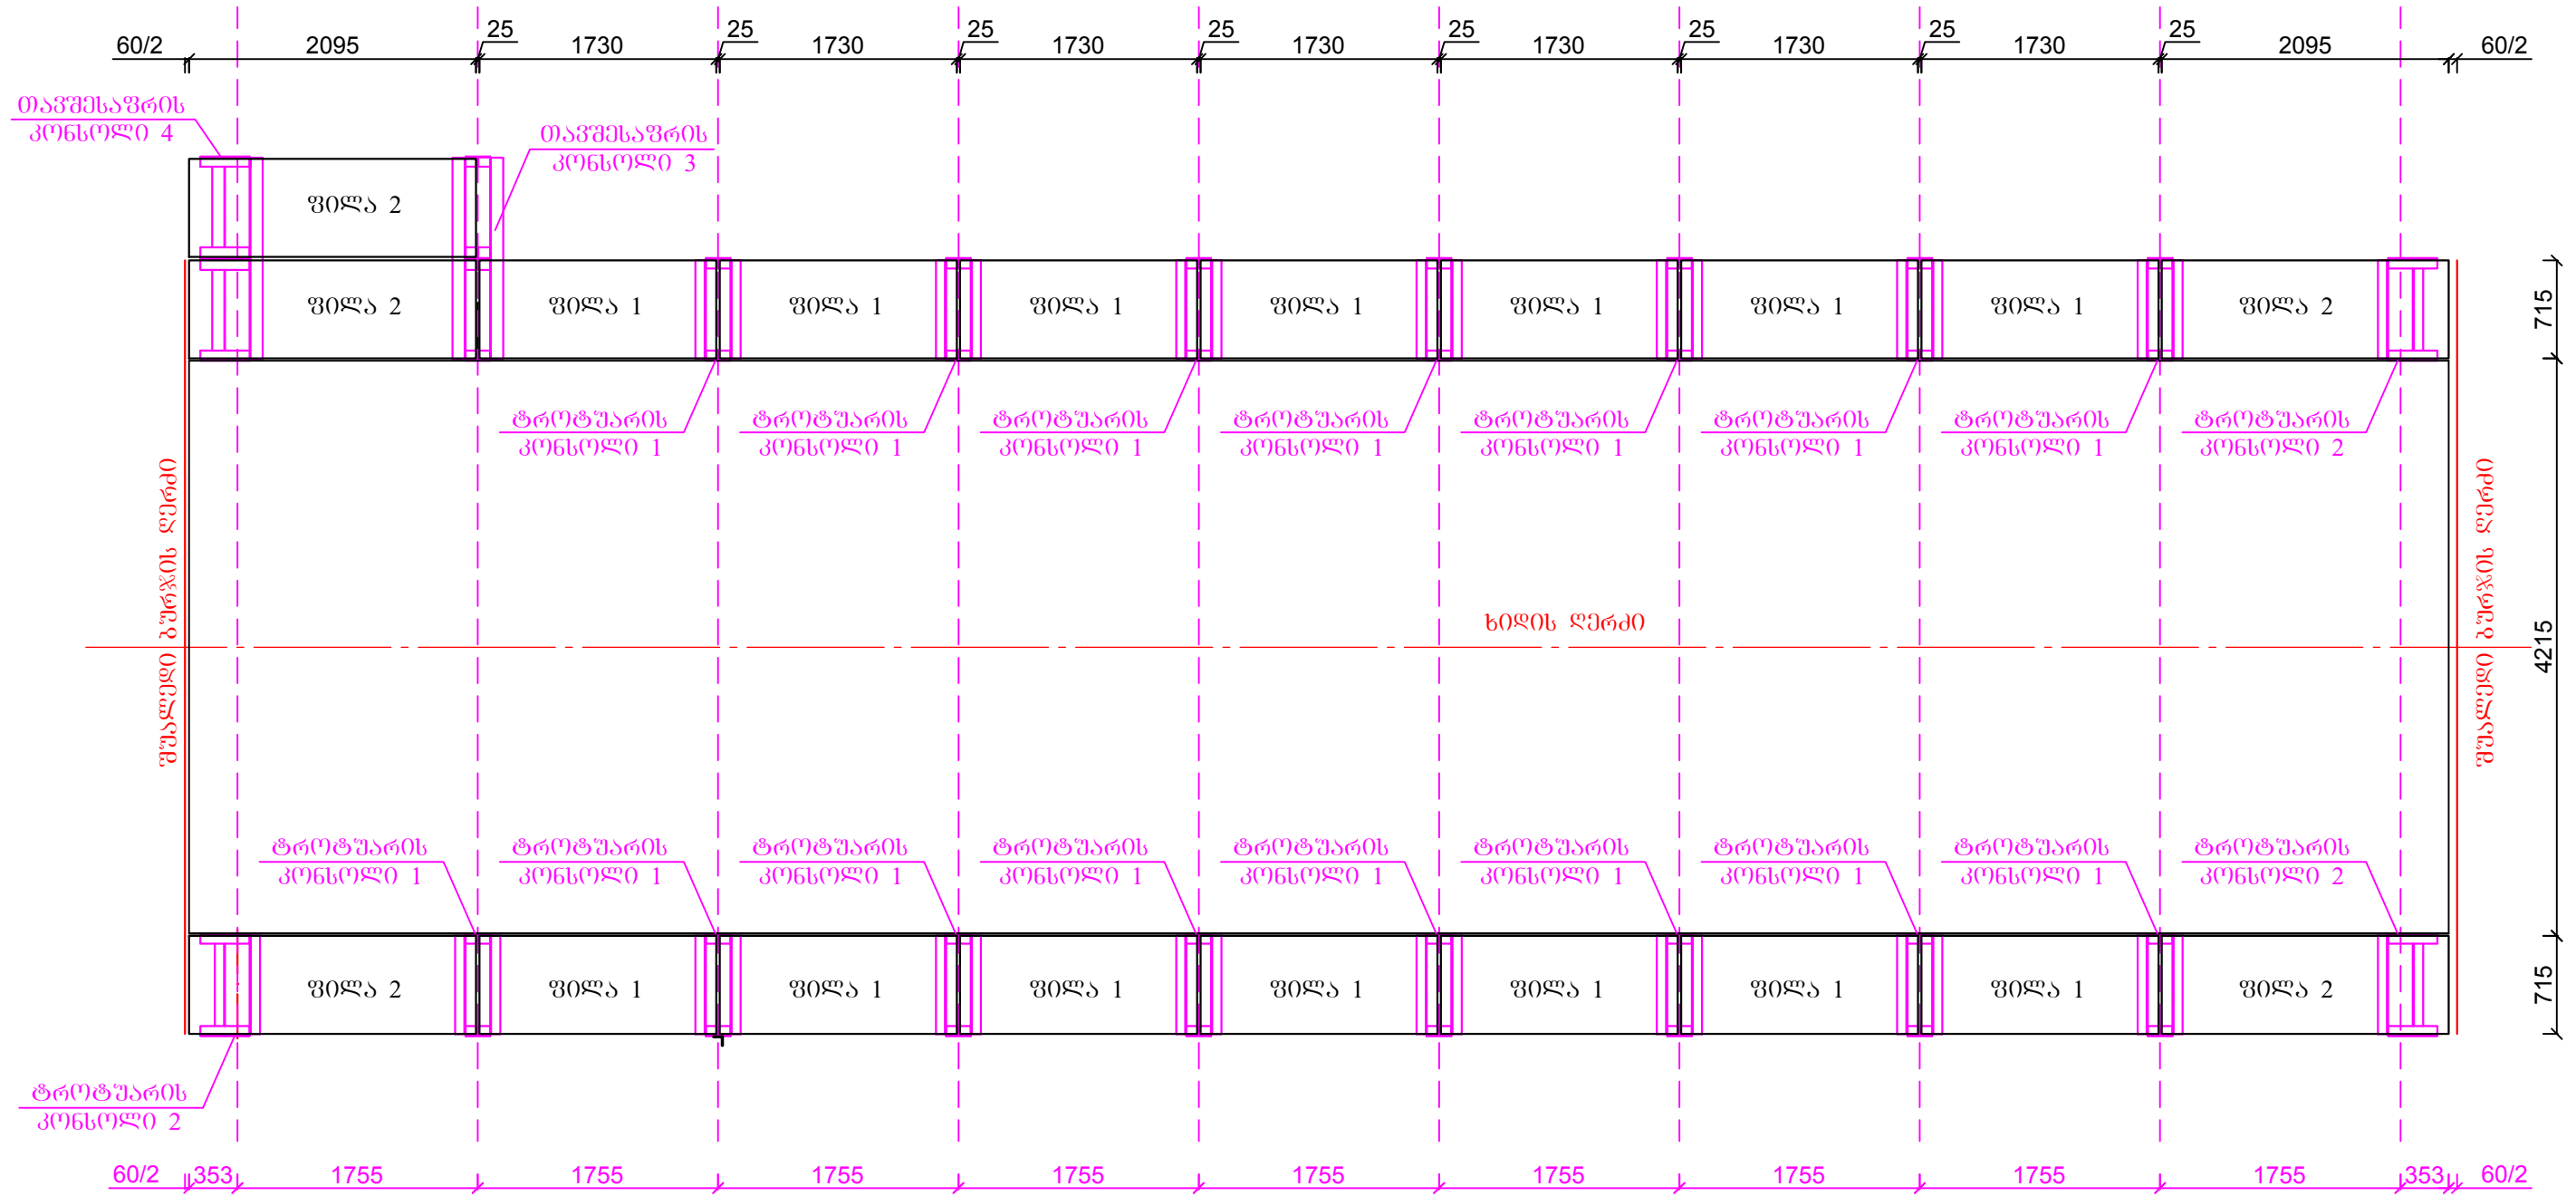 25 25 25 25 25 25 25 25
60/2 2095 1730 1730 1730 1730 1730 1730 1730 2095 60/2
თავშესაფრის
კონსოლი 4
თავშესაფრის
კონსოლი 3
ფილა 2
ფილა 2 ფილა 1 ფილა 1 ფილა 1 ფილა 1 ფილა 1 ფილა 1 ფილა 1 ფილა 2
715
ტროტუარის ტროტუარის ტროტუარის ტროტუარის ტროტუარის ტროტუარის ტროტუარის ტროტუარის
კონსოლი 1 კონსოლი 1 კონსოლი 1 კონსოლი 1 კონსოლი 1 კონსოლი 1 კონსოლი 1 კონსოლი 2
შუალედი ბურჯის ღერძი
ხიდის ღერძი
შუალედი ბურჯის ღერძი
4215
ტროტუარის ტროტუარის ტროტუარის ტროტუარის ტროტუარის ტროტუარის ტროტუარის ტროტუარის ტროტუარის
კონსოლი 1 კონსოლი 1 კონსოლი 1 კონსოლი 1 კონსოლი 1 კონსოლი 1 კონსოლი 1 კონსოლი 1 კონსოლი 2
ფილა 2 ფილა 1 ფილა 1 ფილა 1 ფილა 1 ფილა 1 ფილა 1 ფილა 1 ფილა 2
715
ტროტუარის
კონსოლი 2
60/2 353 1755 1755 1755 1755 1755 1755 1755 1755 1755 353 60/2